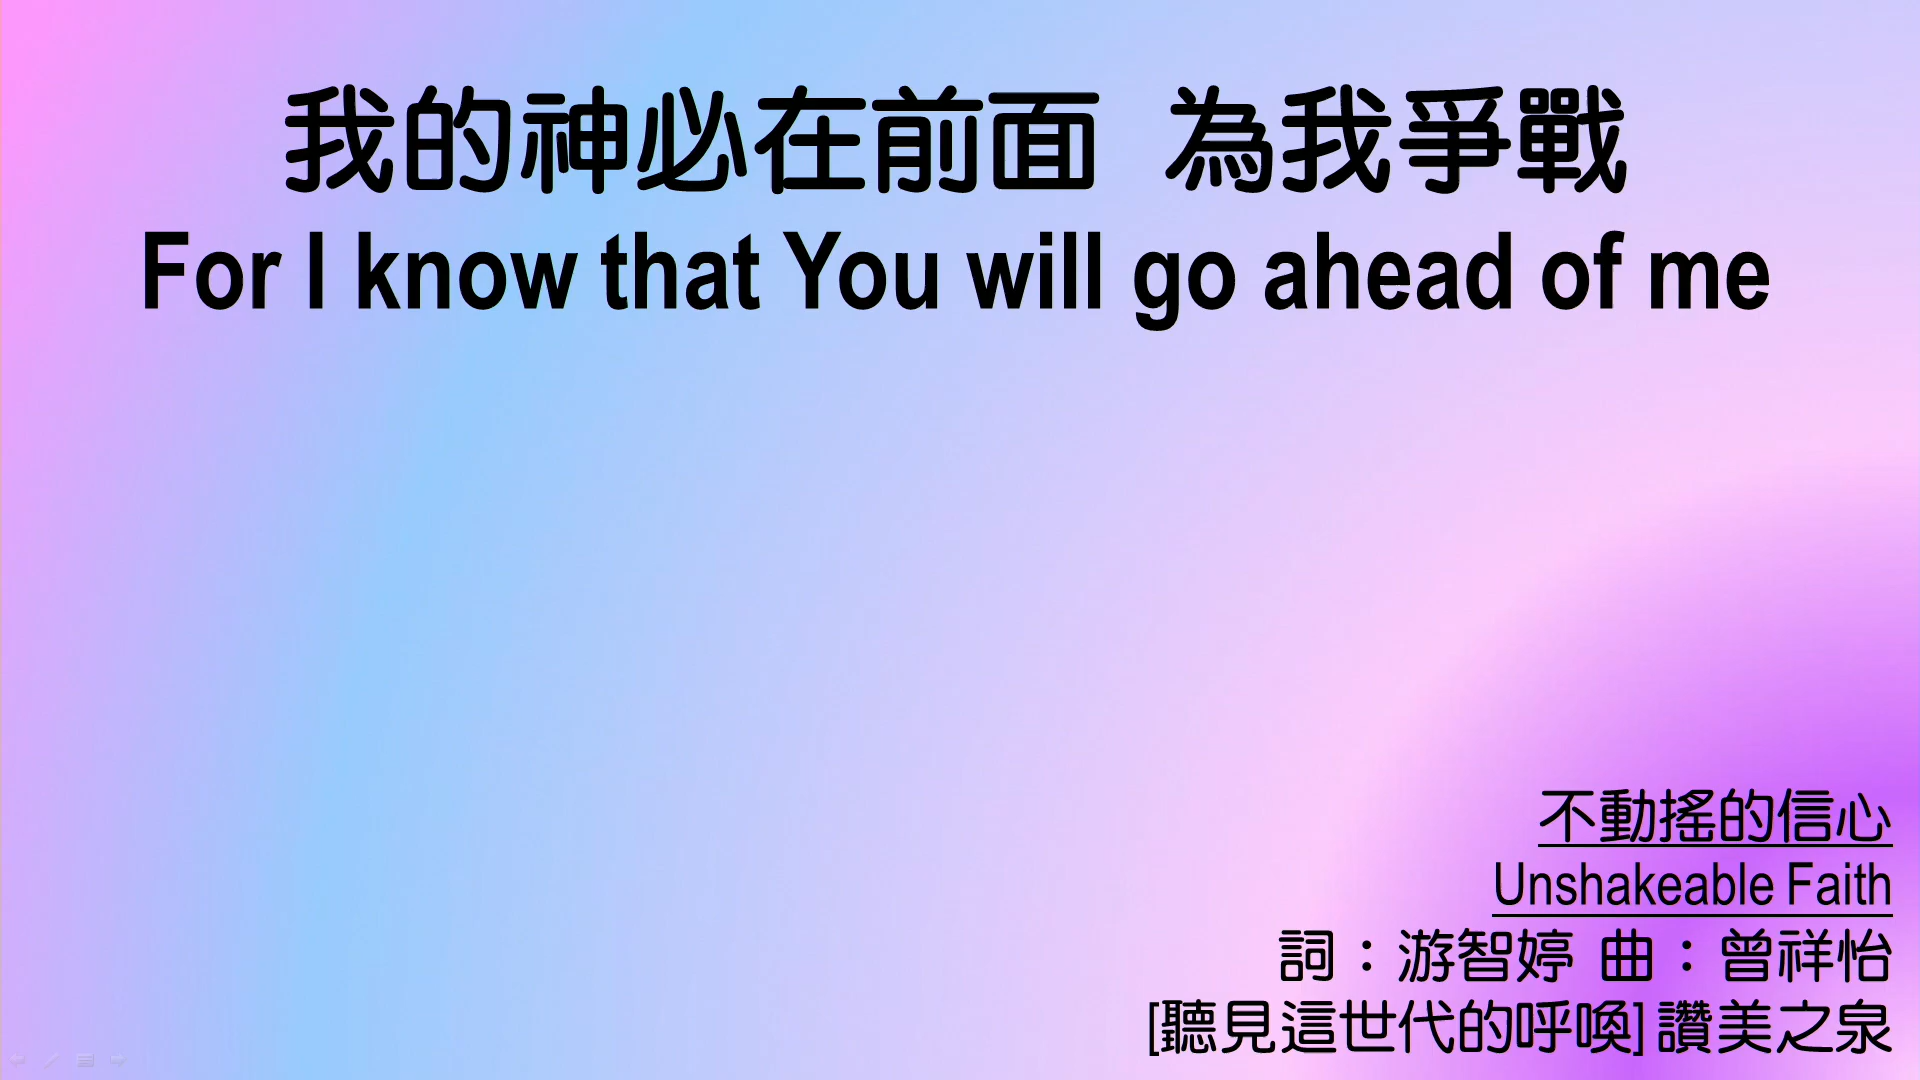 我的神必在前面 為我爭戰
For I know that You will go ahead of me
不動搖的信心
Unshakeable Faith
詞：游智婷 曲：曾祥怡
[聽見這世代的呼喚] 讚美之泉